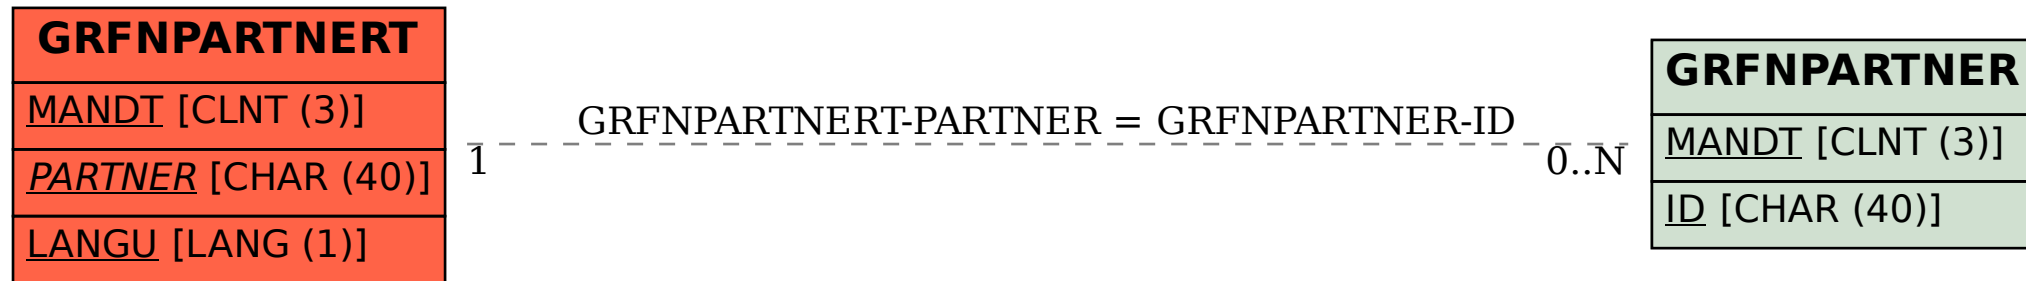 GRFNPARTNERT
MANDT [CLNT (3)]
PARTNER [CHAR (40)]
LANGU [LANG (1)]
GRFNPARTNERT-PARTNER = GRFNPARTNER-ID
1
0..N
GRFNPARTNER
MANDT [CLNT (3)]
ID [CHAR (40)]